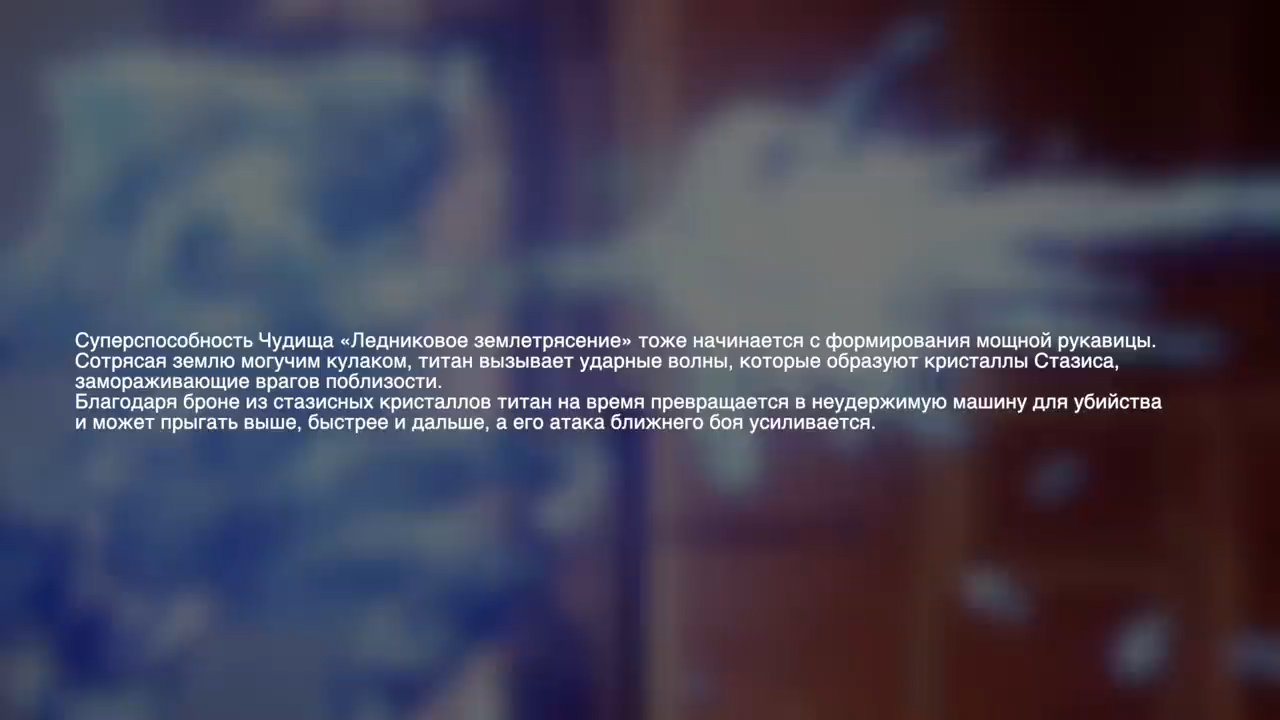 Суперспособность Чудища «Ледниковое землетрясение» тоже начинается с формирования мощной рукавицы.
Сотрясая землю могучим кулаком, титан вызывает ударные волны, которые образуют кристаллы Стазиса,
замораживающие врагов поблизости.
Благодаря броне из стазисных кристаллов титан на время превращается в неудержимую машину для убийства
и может прыгать выше, быстрее и дальше, а его атака ближнего боя усиливается.